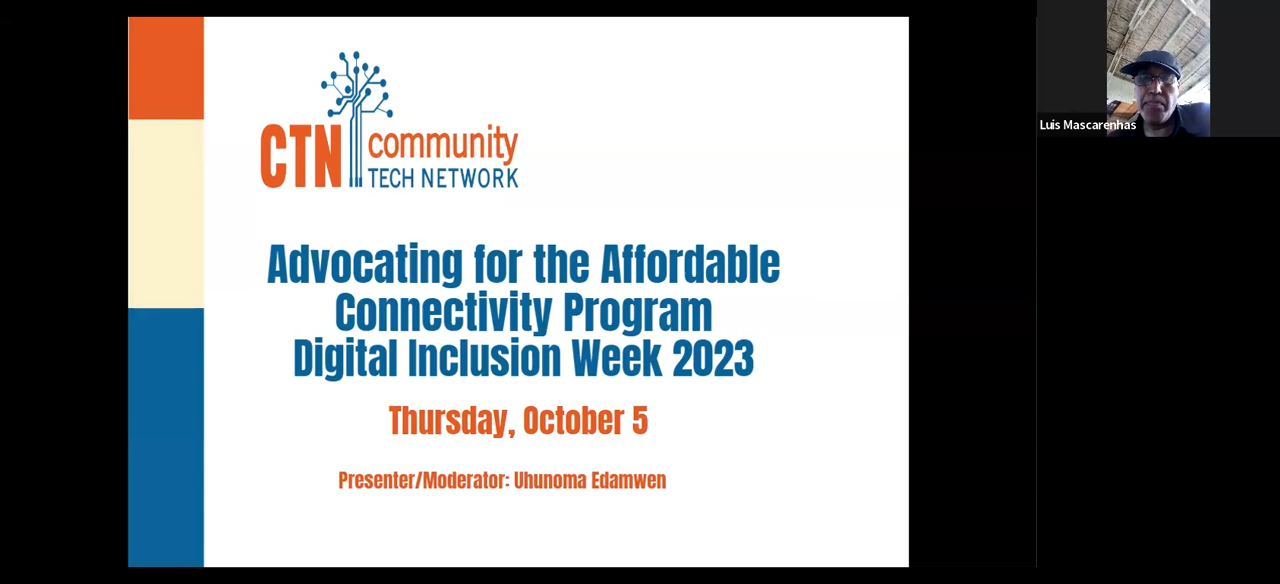 CTN community
TECH NETWORK
Advocating for the Affordable
Connectivity Program
Digital Inclusion Week 2023
Thursday, October 5
Presenter/Moderator: Uhunoma Edamwen
Luis Mascarenhas